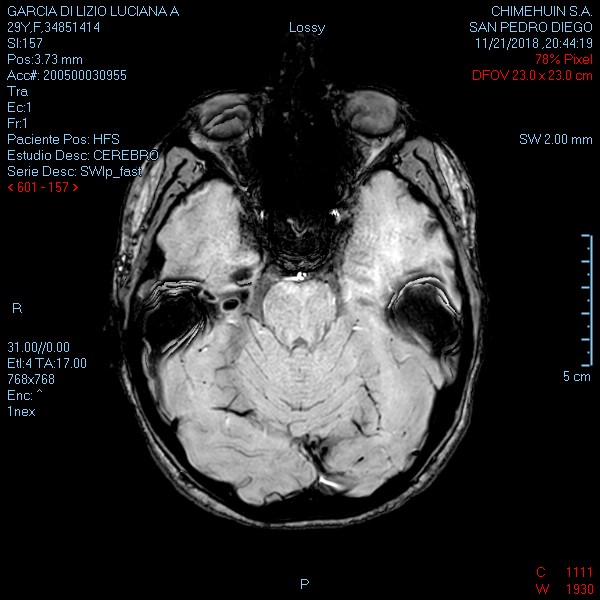 GARCIA DI LIZIO LUCIANA A
29Y,F,34851414
Sl:157
Pos:3.73 mm
Acc#: 200500030955
Tra
Ec:1
Fr:1
Paciente Pos: HFS
Estudio Desc: CEREBRO
Serie Desc: SWIp_fast
< 601 - 157 >
Lossy
CHIMEHUIN S.A.
SAN PEDRO DIEGO
11/21/2018 ,20:44:19
78% Pixel
DFOV 23.0 x 23.0 cm
SW 2.00 mm
R
5 cm
31.00//0.00
Etl:4 TA:17.00
768x768
Enc: ^
1nex
P
C 1111
W 1930